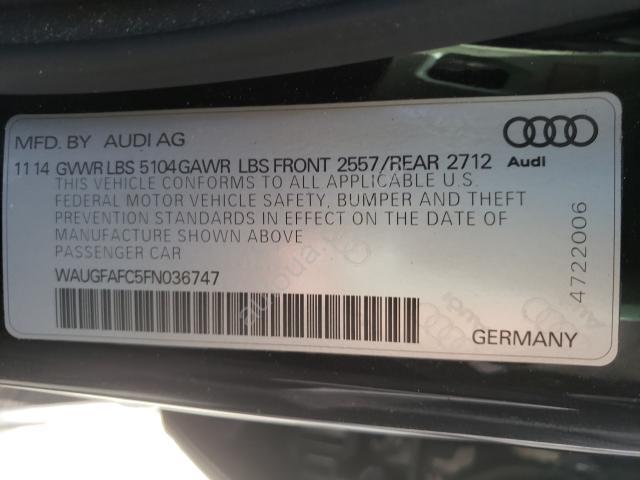 MFD. BY AUDI AG
11 14 GVWR LBS 5104 GAWR LBS FRONT 2557/REAR 2712
Audi
THIS VEHICLE CONFORMS TO ALL APPLICABLE U.S.
FEDERAL MOTOR VEHICLE SAFETY, BUMPER AND THEFT
PREVENTION STANDARDS IN EFFECT ON THE DATE OF
MANUFACTURE SHOWN ABOVE
PASSENGER CAR
WAUGFAFC5FN036747
4722006
GERMANY